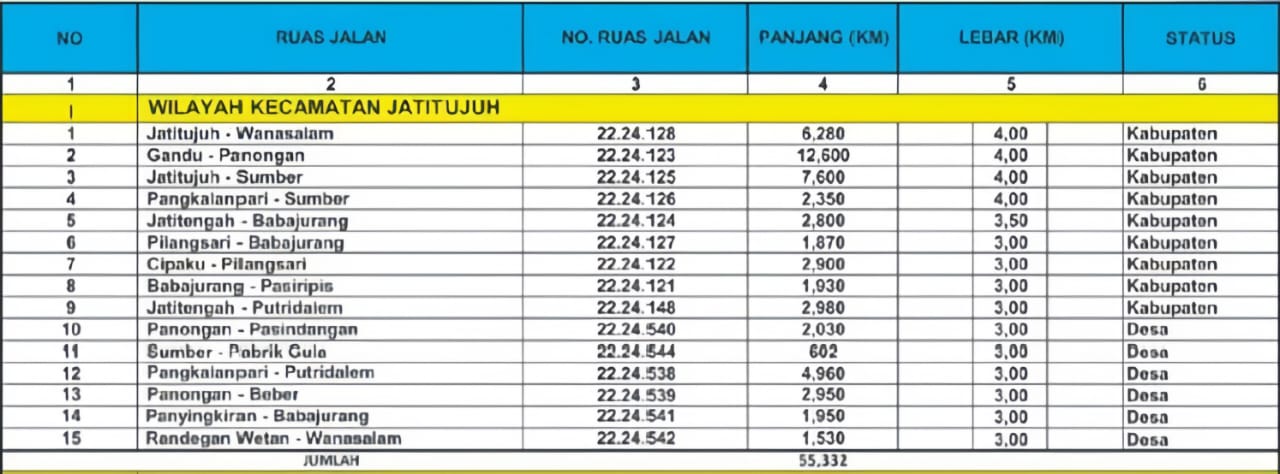 NO RUAS JALAN NO. RUAS JALAN PANJANG (KM) LEBAR (KM) STATUS
1 2 3 4 5 6
I WILAYAH KECAMATAN JATITUJUH
1 Jatitujuh - Wanasalam 22.24.128 6,280 4,00 Kabupaten
2 Gandu - Panongan 22.24.123 12,600 4,00 Kabupaten
3 Jatitujuh - Sumber 22.24.125 7,600 4,00 Kabupaten
4 Pangkalanpari - Sumber 22.24.126 2,350 4,00 Kabupaten
5 Jatitengah - Babajurang 22.24.124 2,800 3,50 Kabupaten
6 Pilangsari - Babajurang 22.24.127 1,870 3,00 Kabupaten
7 Cipaku - Pilangsari 22.24.122 2,900 3,00 Kabupaten
8 Babajurang - Pasiripis 22.24.121 1,930 3,00 Kabupaten
9 Jatitengah - Putridalem 22.24.148 2,980 3,00 Kabupaten
10 Panongan - Pasindangan 22.24.540 2,030 3,00 Desa
11 Sumber - Pabrik Gula 22.24.544 602 3,00 Desa
12 Pangkalanpari - Putridalem 22.24.538 4,960 3,00 Desa
13 Panongan - Beber 22.24.539 2,950 3,00 Desa
14 Panyingkiran - Babajurang 22.24.541 1,950 3,00 Desa
15 Randegan Wetan - Wanasalam 22.24.542 1,530 3,00 Desa
JUMLAH 55,332